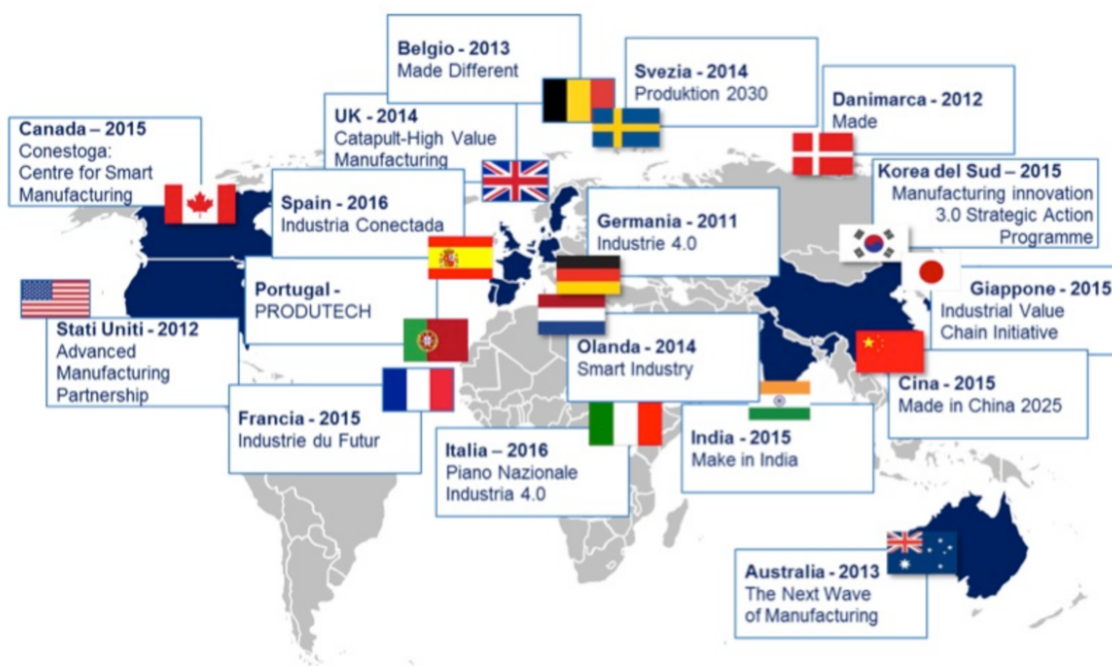 Belgio - 2013
Made Different
Svezia - 2014
Produktion 2030
Danimarca - 2012
Made
UK - 2014
Catapult-High Value
Manufacturing
Canada – 2015
Conestoga:
Centre for Smart
Manufacturing
Korea del Sud – 2015
Manufacturing innovation
3.0 Strategic Action
Programme
Spain - 2016
Industria Conectada
Germania - 2011
Industrie 4.0
Portugal -
PRODUTECH
Giappone - 2015
Industrial Value
Chain Initiative
Stati Uniti - 2012
Advanced
Manufacturing
Partnership
Olanda - 2014
Smart Industry
Cina - 2015
Made in China 2025
Francia - 2015
Industrie du Futur
Italia – 2016
Piano Nazionale
Industria 4.0
India - 2015
Make in India
Australia - 2013
The Next Wave
of Manufacturing